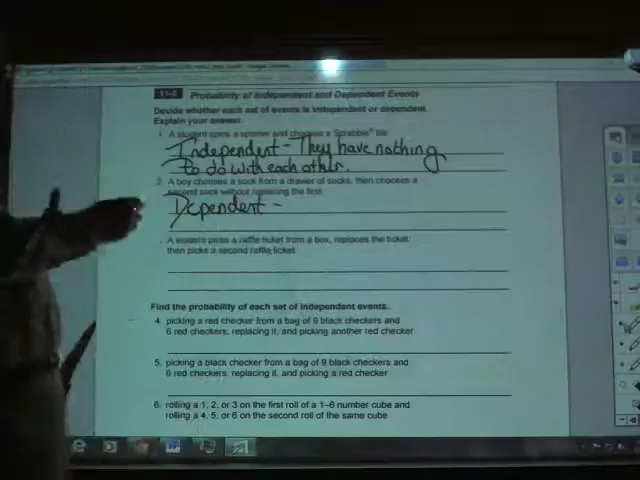 11-5 Probability of Independent and Dependent Events
Decide whether each set of events is independent or dependent.
Explain your answer.
1. A student spins a spinner and chooses a Scrabble® tile.
Independent - They have nothing
to do with each other.
2. A boy chooses a sock from a drawer of socks, then chooses a
second sock without replacing the first.
Dependent -
A student picks a raffle ticket from a box, replaces the ticket,
then picks a second raffle ticket.
Find the probability of each set of independent events.
4. picking a red checker from a bag of 9 black checkers and
6 red checkers, replacing it, and picking another red checker
5. picking a black checker from a bag of 9 black checkers and
6 red checkers, replacing it, and picking a red checker
6. rolling a 1, 2, or 3 on the first roll of a 1–6 number cube and
rolling a 4, 5, or 6 on the second roll of the same cube